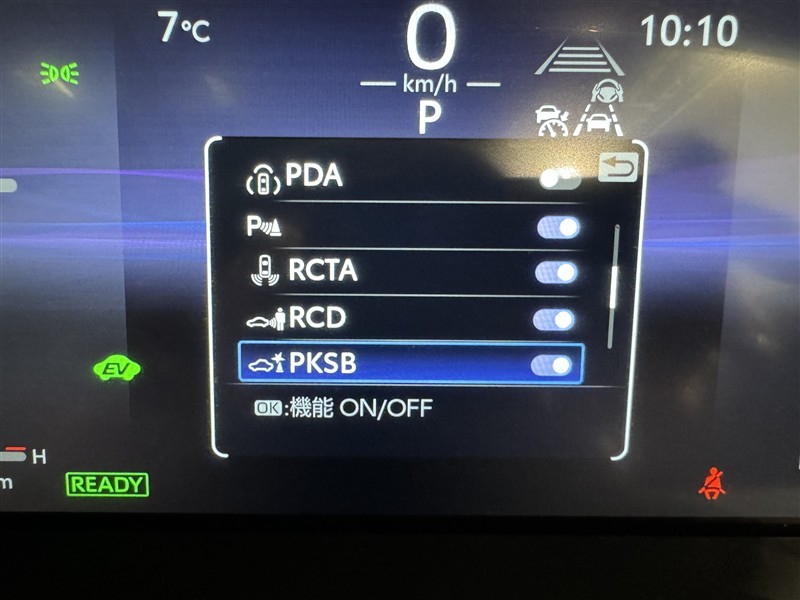 7℃
0
km/h
P
10:10
PDA
P
RCTA
RCD
PKSB
OK:機能 ON/OFF
EV
H
m
READY